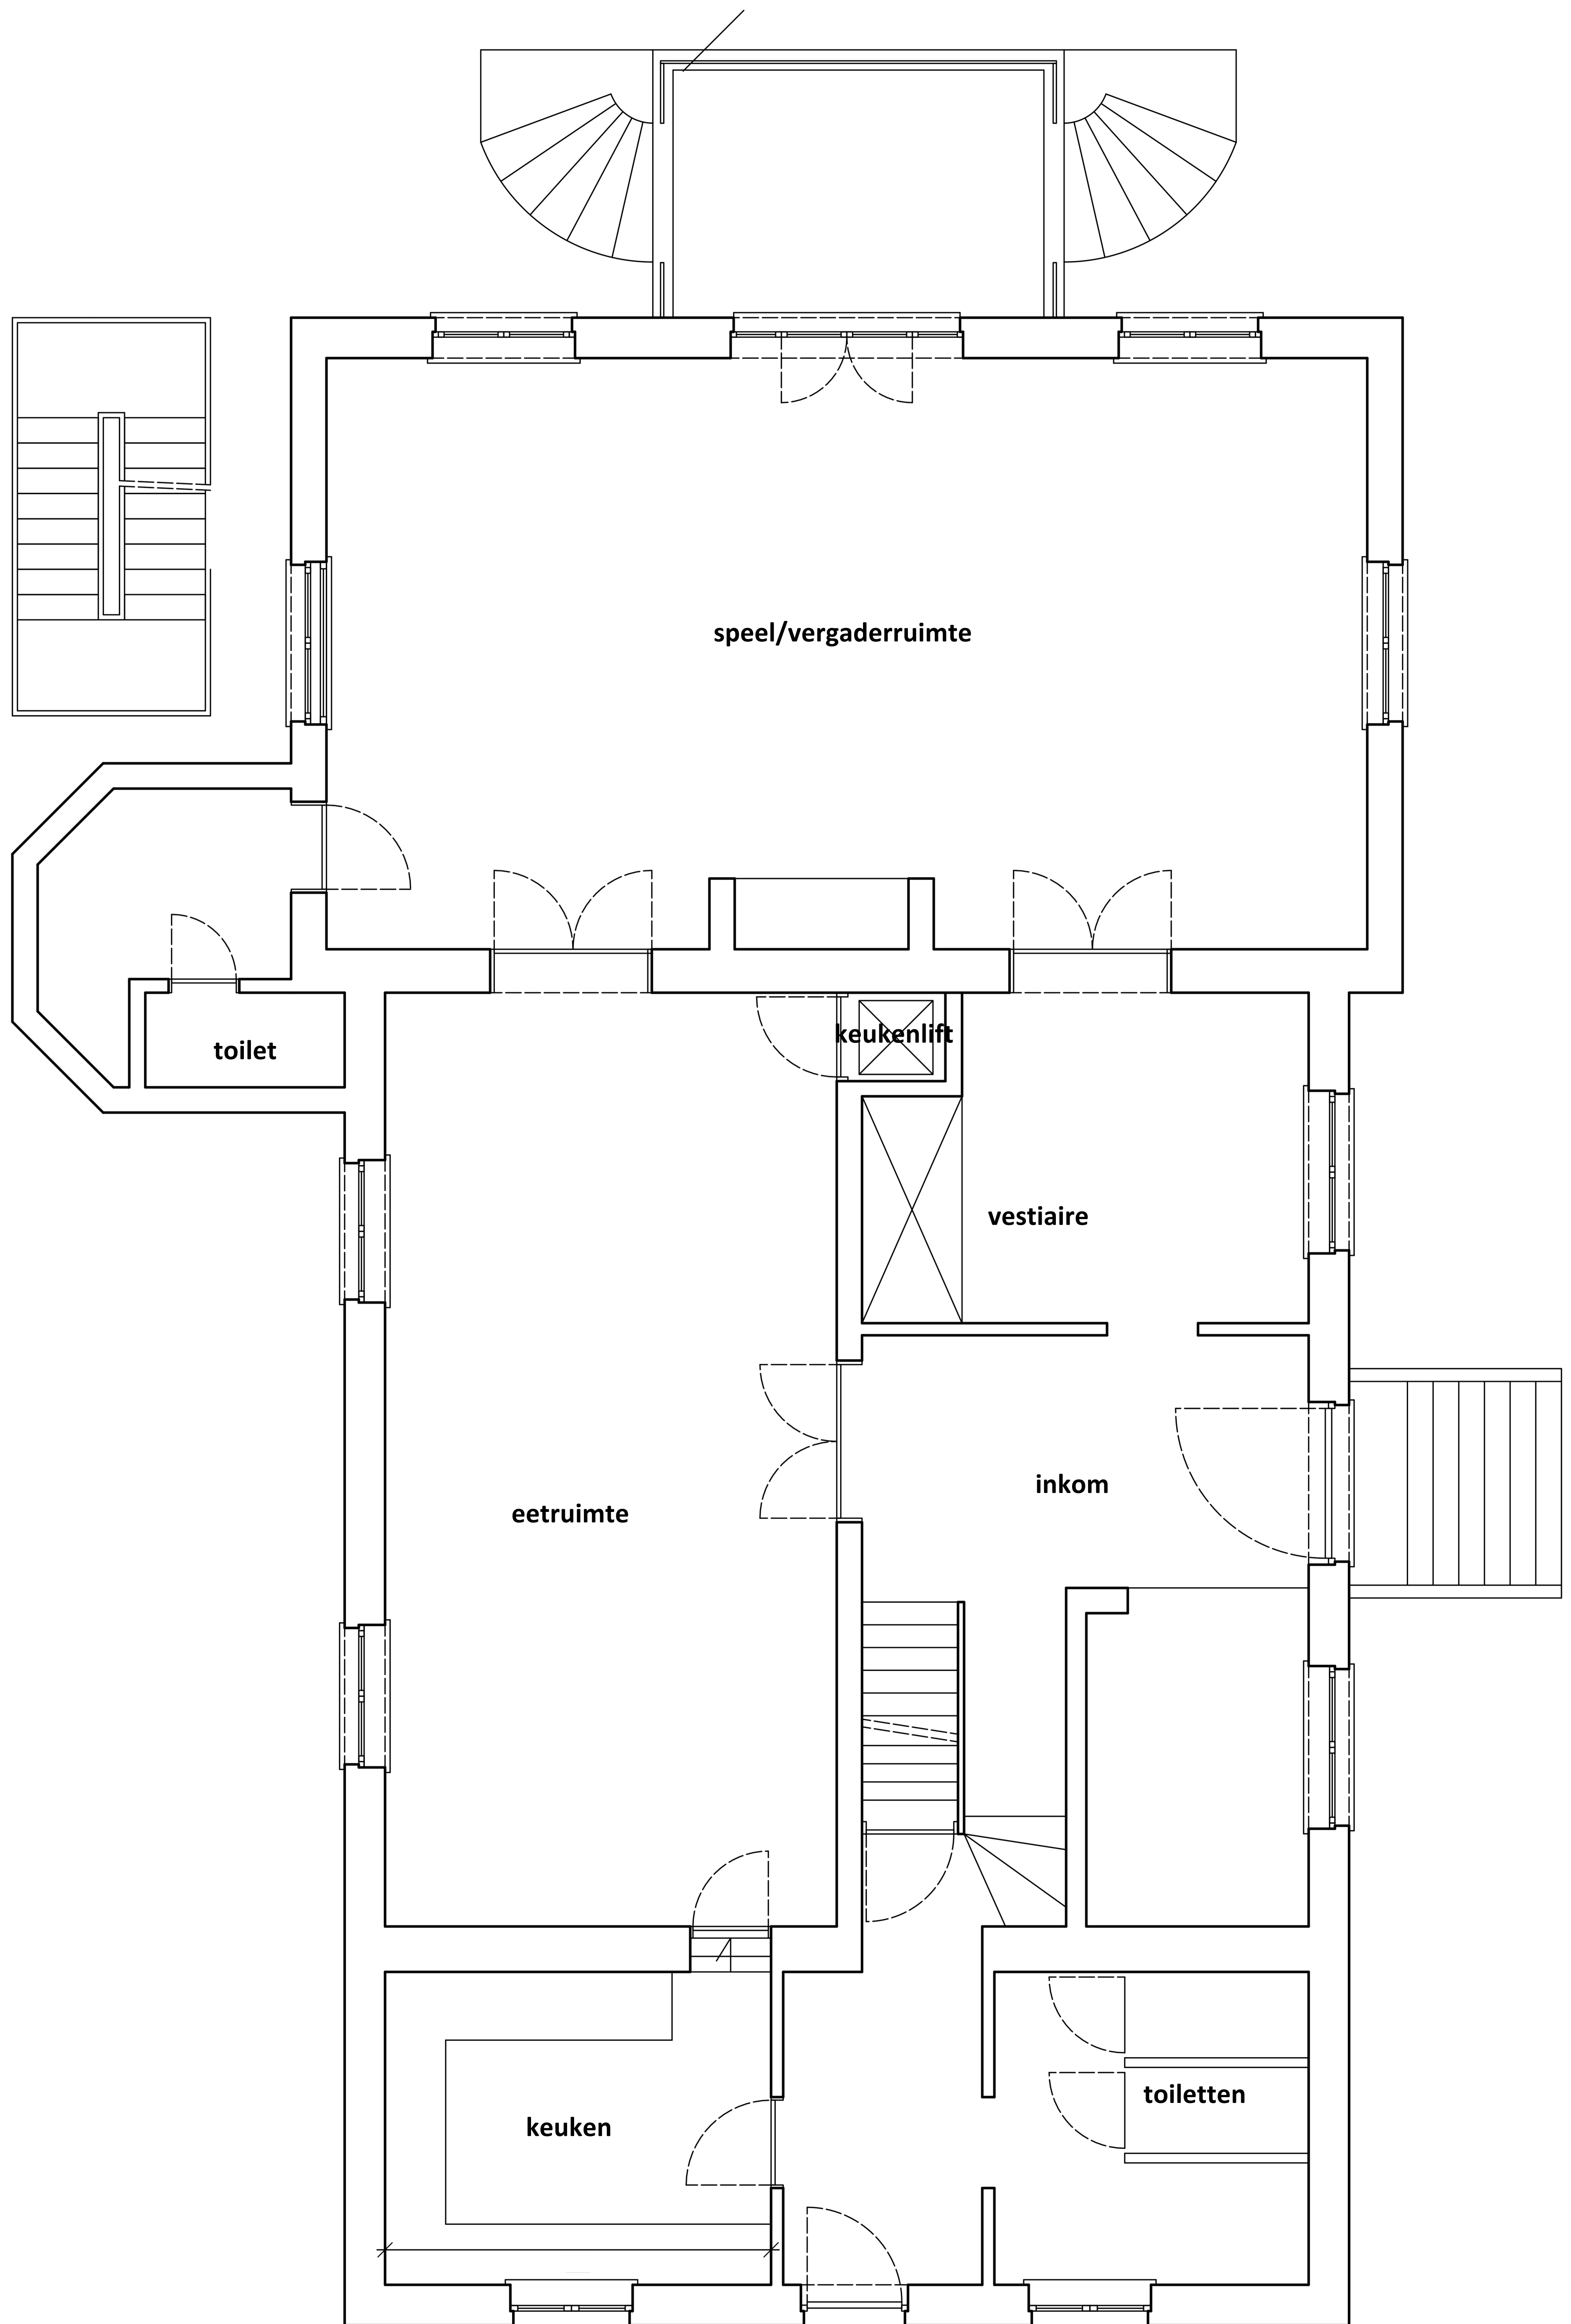 speel/vergaderruimte
keukenlift
toilet
vestiaire
inkom
eetruimte
toiletten
keuken